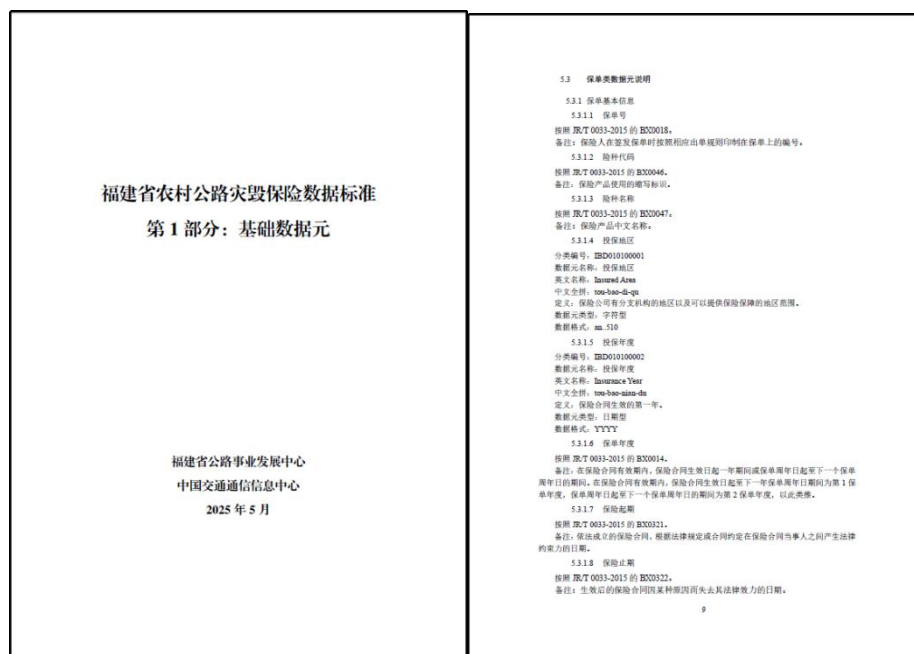 福建省农村公路灾毁保险数据标准
第 1 部分：基础数据元
福建省公路事业发展中心
中国交通通信信息中心
2025 年 5 月
5.3 保单类数据元说明
5.3.1 保单基本信息
5.3.1.1 保单号
按照 JR/T 0033-2015 的 BX0018。
备注：保险人在签发保单时按照相应出单规则印制在保单上的编号。
5.3.1.2 险种代码
按照 JR/T 0033-2015 的 BX0046。
备注：保险产品使用的缩写标识。
5.3.1.3 险种名称
按照 JR/T 0033-2015 的 BX0047。
备注：保险产品中文名称。
5.3.1.4 投保地区
分类编号：IBD010100001
数据元名称：投保地区
英文名称：Insured Area
中文全拼：tou-bao-di-qu
定义：保险公司有分支机构的地区以及可以提供保险保障的地区范围。
数据元类型：字符型
数据格式：an..510
5.3.1.5 投保年度
分类编号：IBD010100002
数据元名称：投保年度
英文名称：Insurance Year
中文全拼：tou-bao-nian-du
定义：保险合同生效的第一年。
数据元类型：日期型
数据格式：YYYY
5.3.1.6 保单年度
按照 JR/T 0033-2015 的 BX0014。
备注：在保险合同有效期内，保险合同生效日起一年期间或保单周年日起至下一个保单
周年日的期间。在保险合同有效期内，保险合同生效日起至下一年保单周年日期间为第 1 保
单年度，保单周年日起至下一个保单周年日的期间为第 2 保单年度，以此类推。
5.3.1.7 保险起期
按照 JR/T 0033-2015 的 BX0321。
备注：依法成立的保险合同，根据法律规定或合同约定在保险合同当事人之间产生法律
约束力的日期。
5.3.1.8 保险止期
按照 JR/T 0033-2015 的 BX0322。
备注：生效后的保险合同因某种原因而失去其法律效力的日期。
9